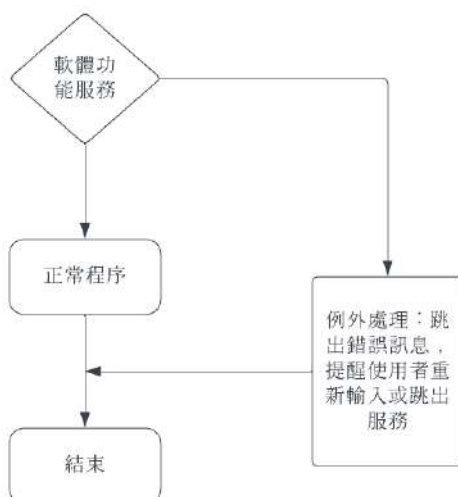 軟體功
能服務
正常程序
例外處理：跳
出錯誤訊息，
提醒使用者重
新輸入或跳出
服務
結束